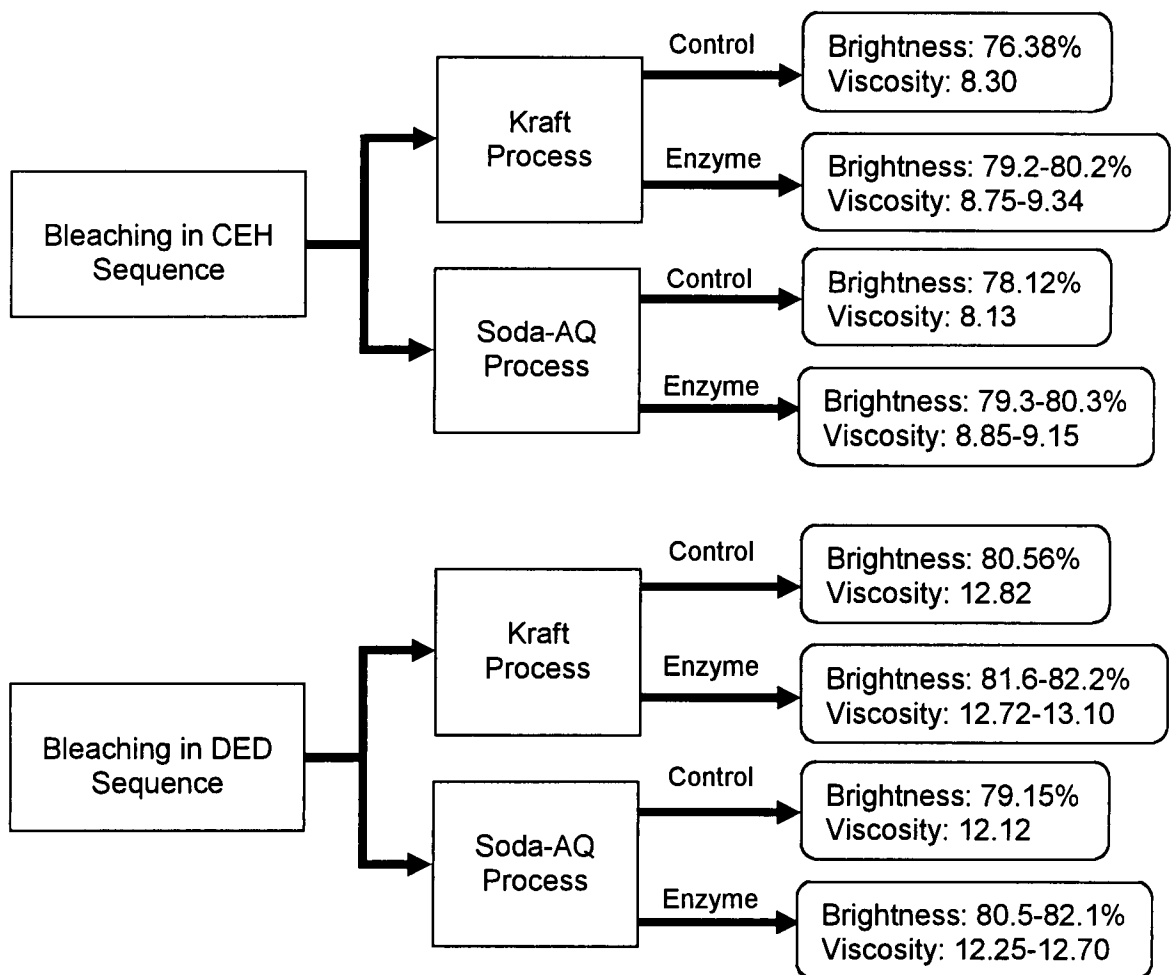 Bleaching in CEH
Sequence
Kraft
Process
Control
Brightness: 76.38%
Viscosity: 8.30
Enzyme
Brightness: 79.2-80.2%
Viscosity: 8.75-9.34
Soda-AQ
Process
Control
Brightness: 78.12%
Viscosity: 8.13
Enzyme
Brightness: 79.3-80.3%
Viscosity: 8.85-9.15
Bleaching in DED
Sequence
Kraft
Process
Control
Brightness: 80.56%
Viscosity: 12.82
Enzyme
Brightness: 81.6-82.2%
Viscosity: 12.72-13.10
Soda-AQ
Process
Control
Brightness: 79.15%
Viscosity: 12.12
Enzyme
Brightness: 80.5-82.1%
Viscosity: 12.25-12.70